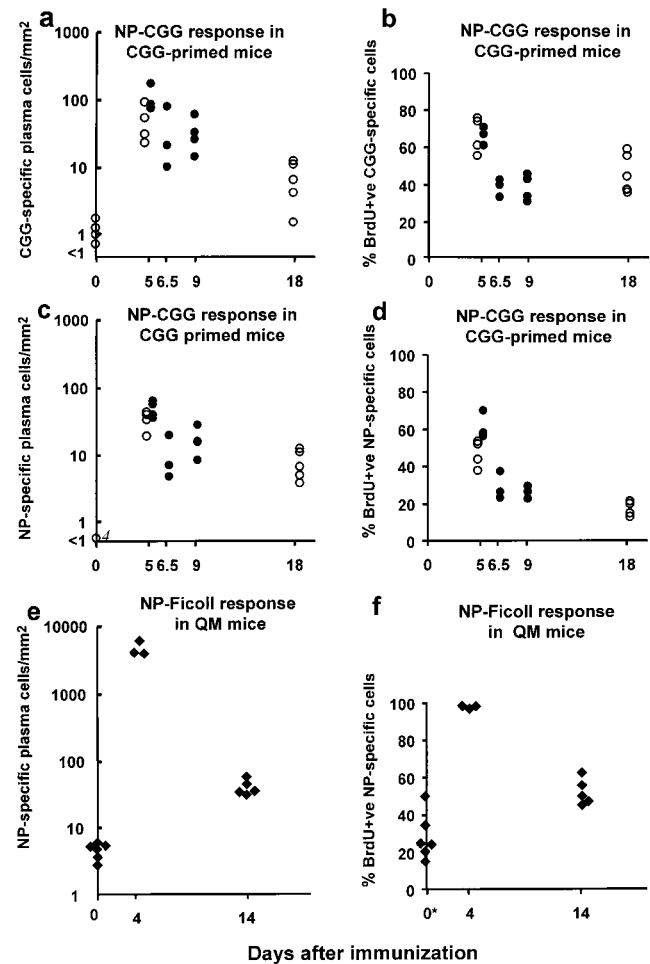 a
NP-CGG response in
CGG-primed mice
CGG-specific plasma cells/mm2
1000
100
10
1
<1
0 5 6.5 9 18
b
NP-CGG response in
CGG-primed mice
% BrdU+ve CGG-specific cells
100
80
60
40
20
0
0 5 6.5 9 18
c
NP-CGG response in
CGG primed mice
NP-specific plasma cells/mm2
1000
100
10
1
<1
4
0 5 6.5 9 18
d
NP-CGG response in
CGG-primed mice
% BrdU+ve NP-specific cells
100
80
60
40
20
0
0 5 6.5 9 18
e
NP-Ficoll response
in QM mice
NP-specific plasma cells/mm2
10000
1000
100
10
1
0 4 14
f
NP-Ficoll response
in QM mice
% BrdU+ve NP-specific cells
100
80
60
40
20
0
0* 4 14
Days after immunization